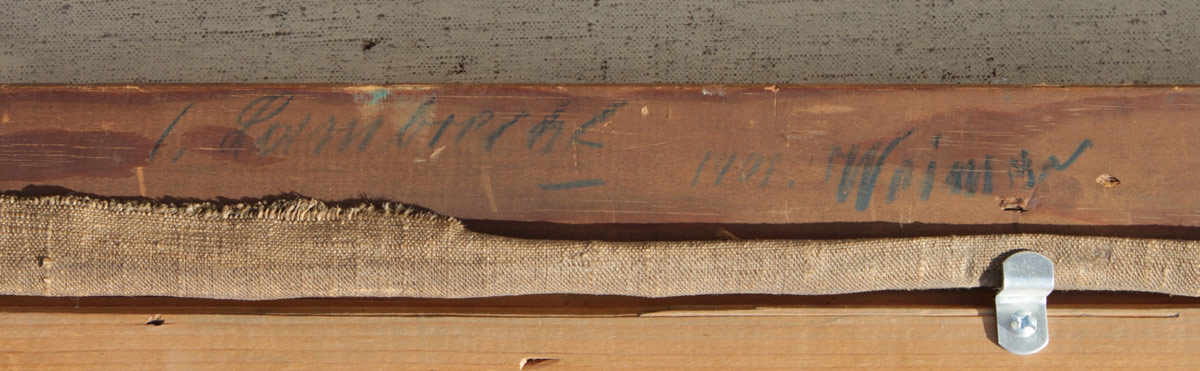 C. Lambrecht 1901. Weimar